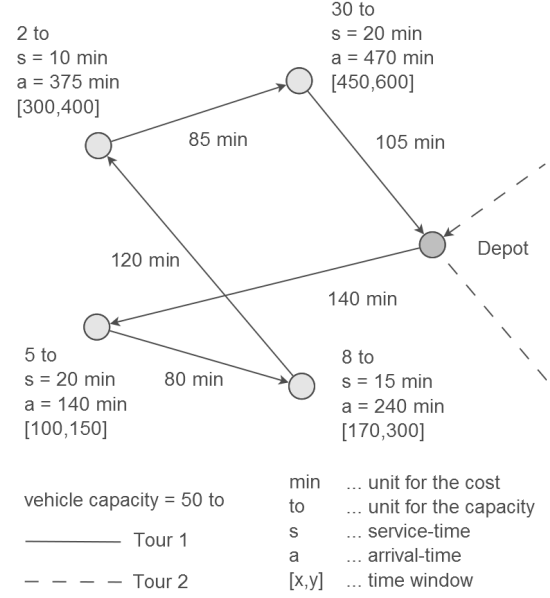 30 to
s = 20 min
a = 470 min
[450,600]
2 to
s = 10 min
a = 375 min
[300,400]
85 min
105 min
Depot
120 min
140 min
5 to
s = 20 min
a = 140 min
[100,150]
80 min
8 to
s = 15 min
a = 240 min
[170,300]
vehicle capacity = 50 to
Tour 1
Tour 2
min ... unit for the cost
to ... unit for the capacity
s ... service-time
a ... arrival-time
[x,y] ... time window